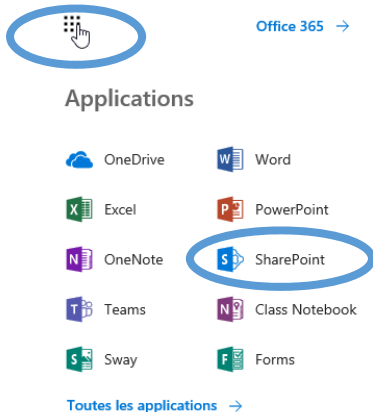 Office 365 →
Applications
OneDrive Word
Excel PowerPoint
OneNote SharePoint
Teams Class Notebook
Sway Forms
Toutes les applications →